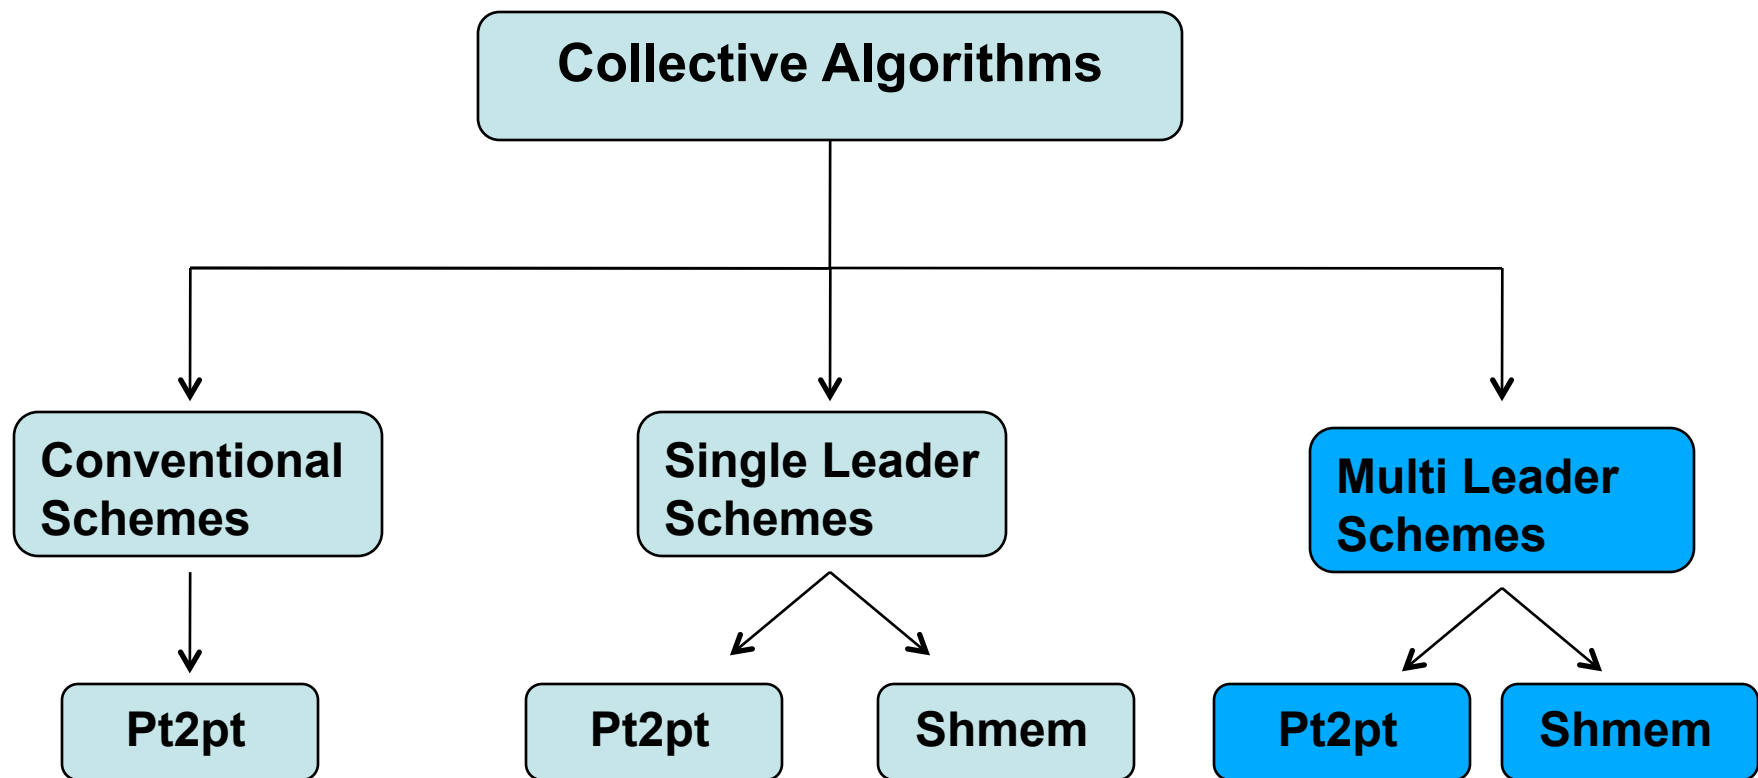 Collective Algorithms
Conventional
Schemes
Single Leader
Schemes
Multi Leader
Schemes
Pt2pt
Pt2pt
Shmem
Pt2pt
Shmem